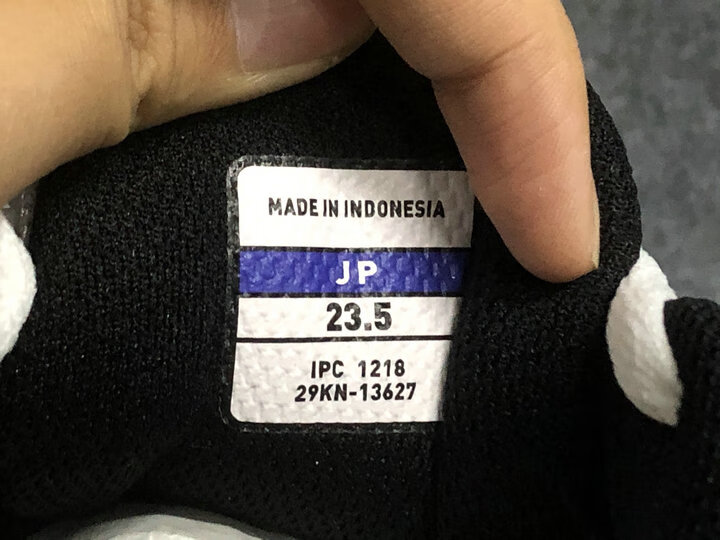 MADE IN INDONESIA
JP
23.5
IPC 1218
29KN-13627